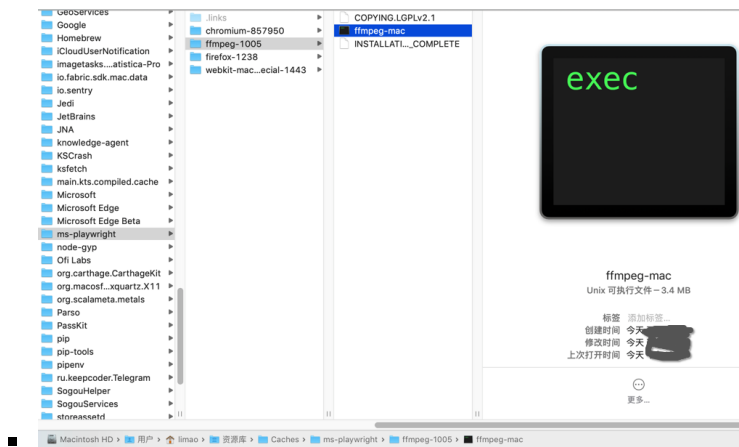 GeoServices
Google
Homebrew
iCloudUserNotification
imagetasks....atistica-Pro
io.fabric.sdk.mac.data
io.sentry
Jedi
JetBrains
JNA
knowledge-agent
KSCrash
ksfetch
main.kts.compiled.cache
Microsoft
Microsoft Edge
Microsoft Edge Beta
ms-playwright
node-gyp
Ofi Labs
org.carthage.CarthageKit
org.macosf...xquartz.X11
org.scalameta.metals
Parso
PassKit
pip
pip-tools
pipenv
ru.keepcoder.Telegram
SogouHelper
SogouServices
storeassetd
.links
chromium-857950
ffmpeg-1005
firefox-1238
webkit-mac...ecial-1443
COPYING.LGPLv2.1
ffmpeg-mac
INSTALLATI..._COMPLETE
exec
ffmpeg-mac
Unix 可执行文件 – 3.4 MB
标签 添加标签...
创建时间 今天
修改时间 今天
上次打开时间 今天
更多...
Macintosh HD › 用户 › limao › 资源库 › Caches › ms-playwright › ffmpeg-1005 › ffmpeg-mac